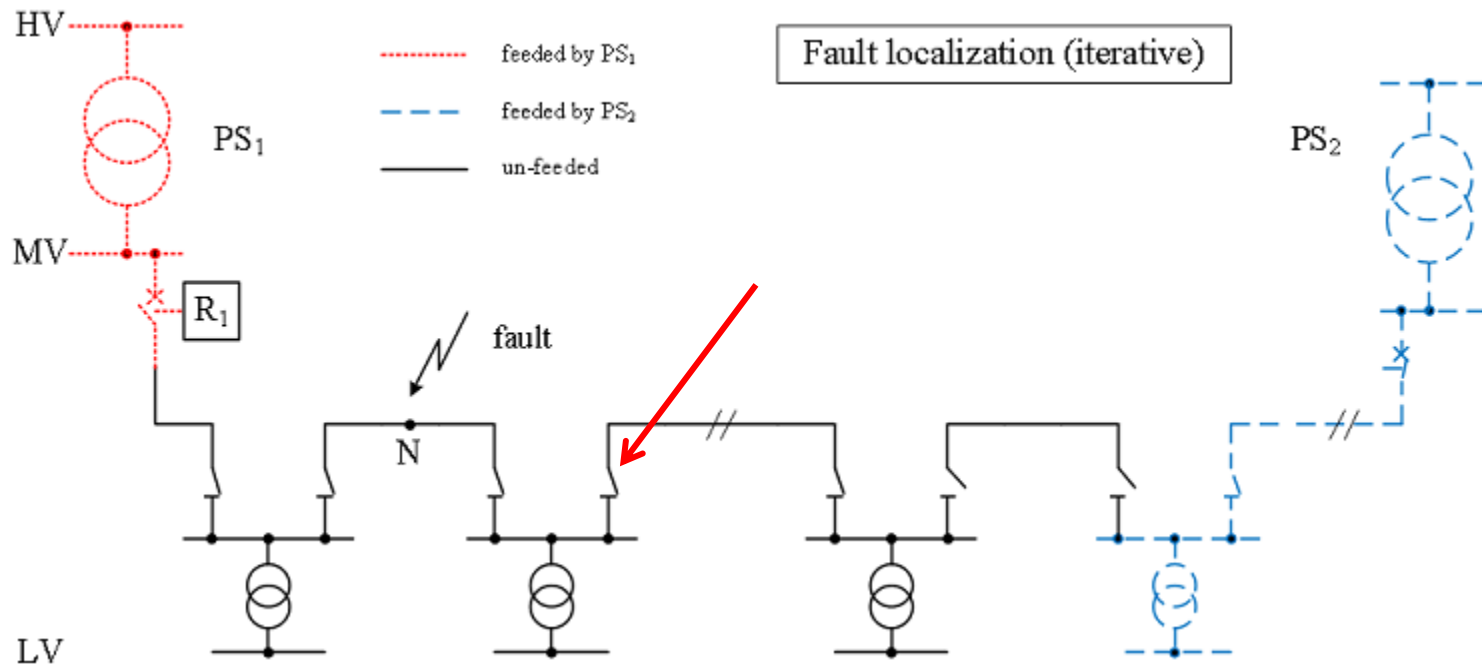 HV
feeded by PS₁
Fault localization (iterative)
PS₁
feeded by PS₂
PS₂
un-feeded
MV
R₁
fault
N
LV